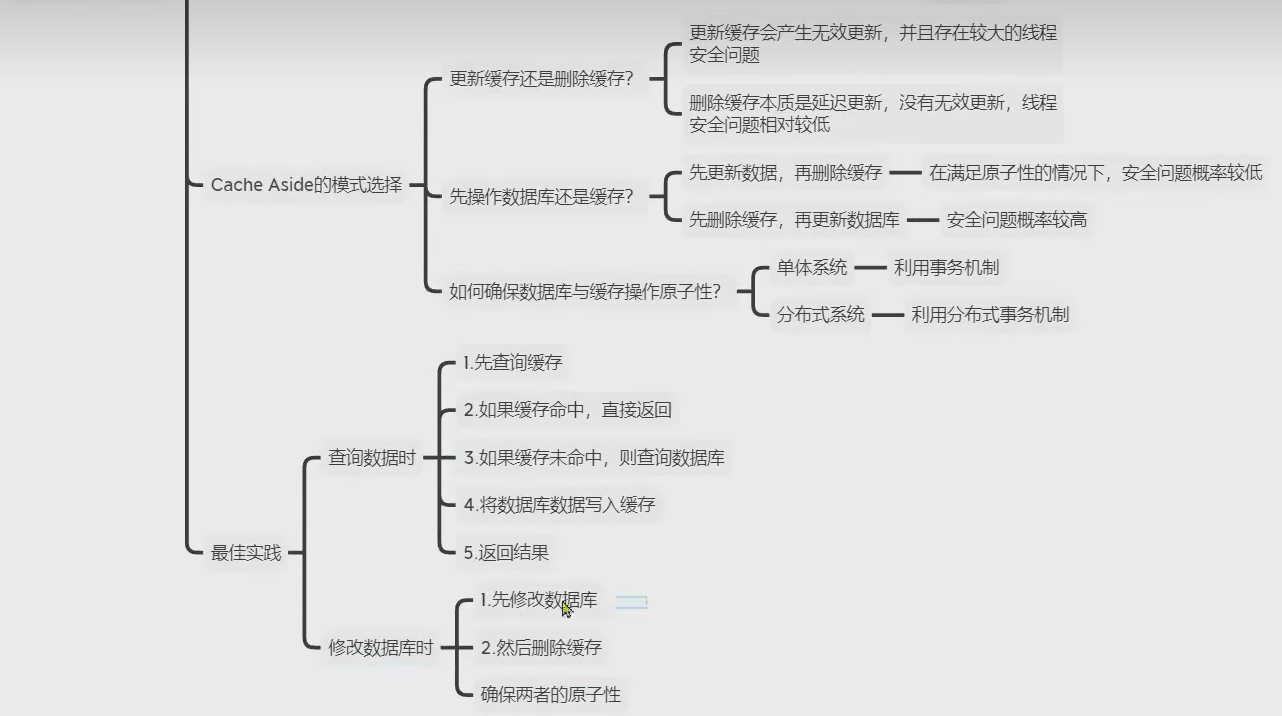 更新缓存会产生无效更新，并且存在较大的线程
安全问题
更新缓存还是删除缓存？
删除缓存本质是延迟更新，没有无效更新，线程
安全问题相对较低
Cache Aside的模式选择
先操作数据库还是缓存？
先更新数据，再删除缓存
在满足原子性的情况下，安全问题概率较低
先删除缓存，再更新数据库
安全问题概率较高
如何确保数据库与缓存操作原子性？
单体系统
利用事务机制
分布式系统
利用分布式事务机制
最佳实践
查询数据时
1.先查询缓存
2.如果缓存命中，直接返回
3.如果缓存未命中，则查询数据库
4.将数据库数据写入缓存
5.返回结果
修改数据库时
1.先修改数据库
2.然后删除缓存
确保两者的原子性